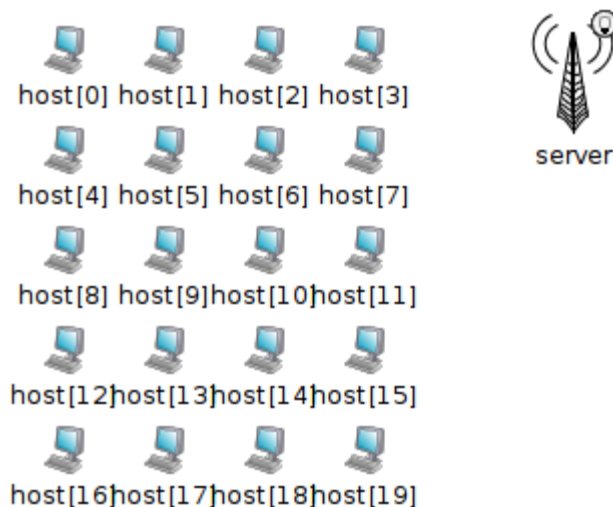 host[0] host[1] host[2] host[3]
server
host[4] host[5] host[6] host[7]
host[8] host[9] host[10] host[11]
host[12] host[13] host[14] host[15]
host[16] host[17] host[18] host[19]